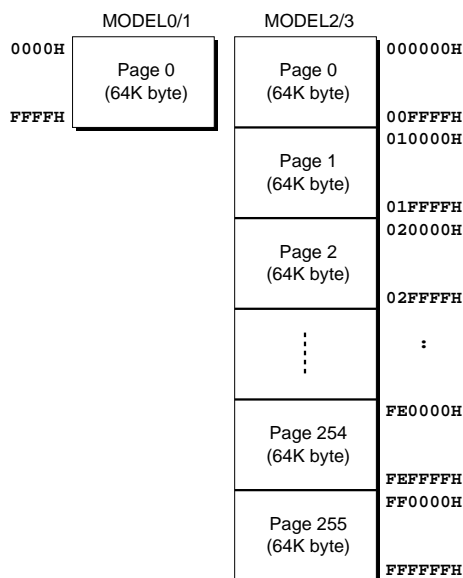 MODEL0/1
0000H
Page 0
(64K byte)
FFFFH
MODEL2/3
Page 0
(64K byte)
000000H
00FFFFH
Page 1
(64K byte)
010000H
01FFFFH
Page 2
(64K byte)
020000H
02FFFFH
:
Page 254
(64K byte)
FE0000H
FEFFFFH
Page 255
(64K byte)
FF0000H
FFFFFFH